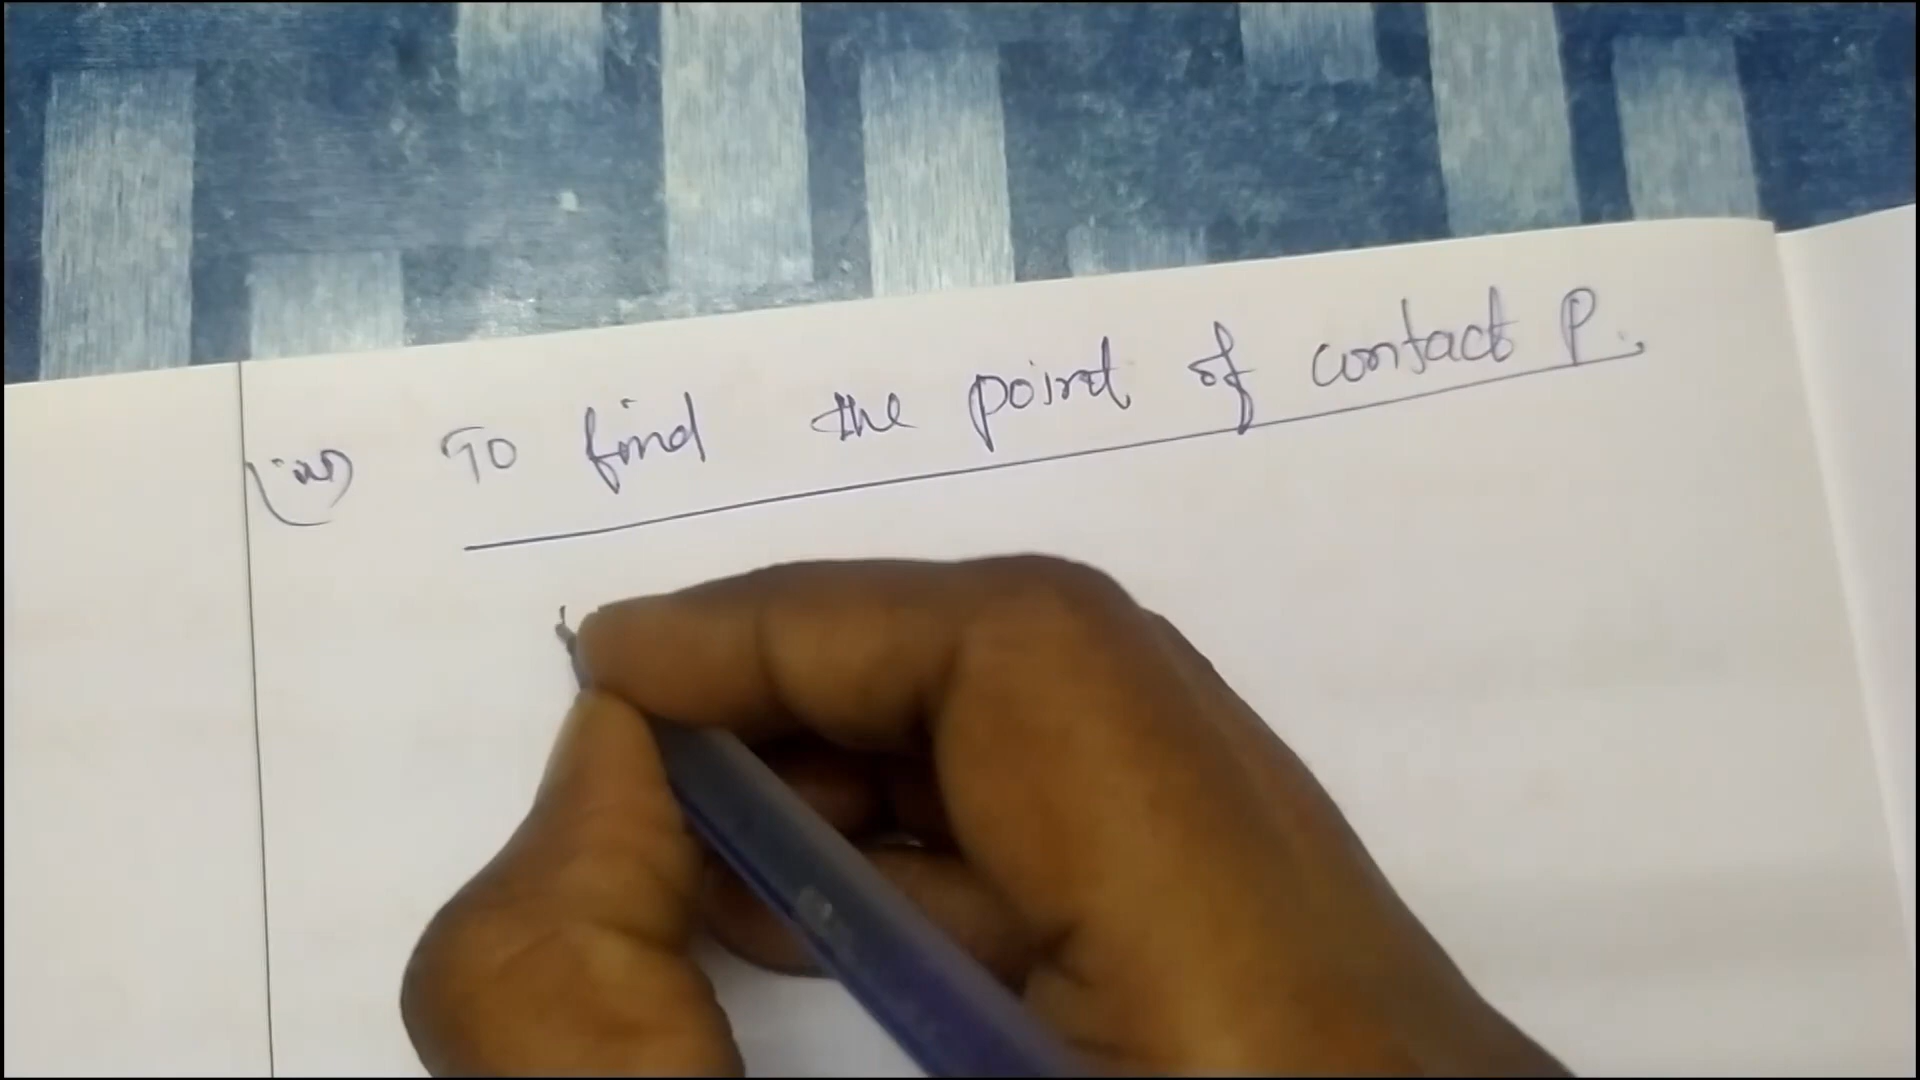 To find the point of contact P.